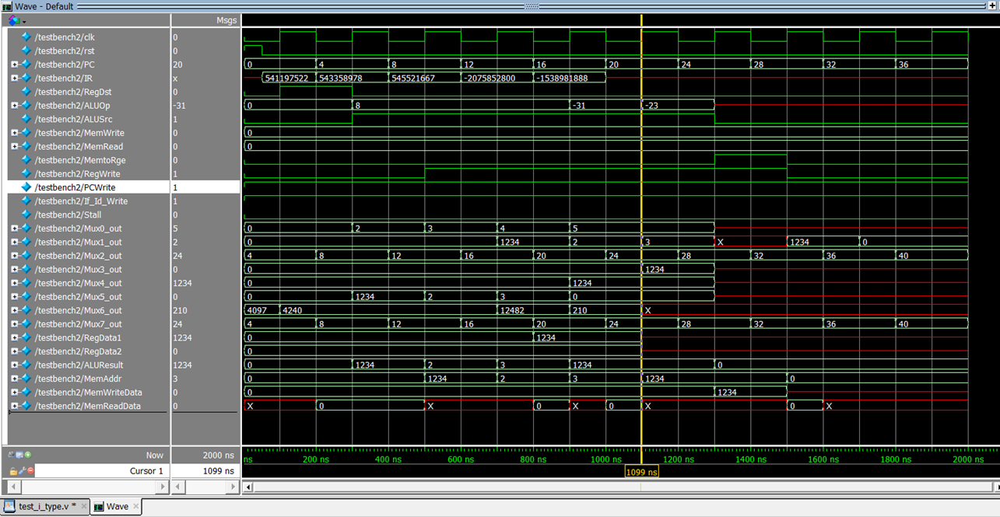 Wave - Default
Msgs
/testbench2/clk 0
/testbench2/rst 0
/testbench2/PC 20 0 4 8 12 16 20 24 28 32 36
/testbench2/IR x 541197522 543358978 545521667 -2075852800 -1538981888
/testbench2/RegDst 0
/testbench2/ALUOp -31 0 8 -31 -23
/testbench2/ALUSrc 1
/testbench2/MemWrite 0 0
/testbench2/MemRead 0 0
/testbench2/MemtoRge 0
/testbench2/RegWrite 1
/testbench2/PCWrite 1
/testbench2/If_Id_Write 1
/testbench2/Stall 0
/testbench2/Mux0_out 5 0 2 3 4 5
/testbench2/Mux1_out 2 0 1234 2 3 X 1234 0
/testbench2/Mux2_out 24 4 8 12 16 20 24 28 32 36 40
/testbench2/Mux3_out 0 0 1234
/testbench2/Mux4_out 1234 0 1234
/testbench2/Mux5_out 0 0 1234 2 3 0
/testbench2/Mux6_out 210 4097 4240 12482 210 X
/testbench2/Mux7_out 24 4 8 12 16 20 24 28 32 36 40
/testbench2/RegData1 1234 0 1234
/testbench2/RegData2 0 0
/testbench2/ALUResult 1234 0 1234 2 3 1234 0
/testbench2/MemAddr 3 0 1234 2 3 1234 0
/testbench2/MemWriteData 0 0 1234
/testbench2/MemReadData 0 X 0 X 0 X 0 X 0 X
Now 2000 ns ns 200 ns 400 ns 600 ns 800 ns 1000 ns 1200 ns 1400 ns 1600 ns 1800 ns 2000 ns
Cursor 1 1099 ns 1099 ns
test_i_type.v * Wave